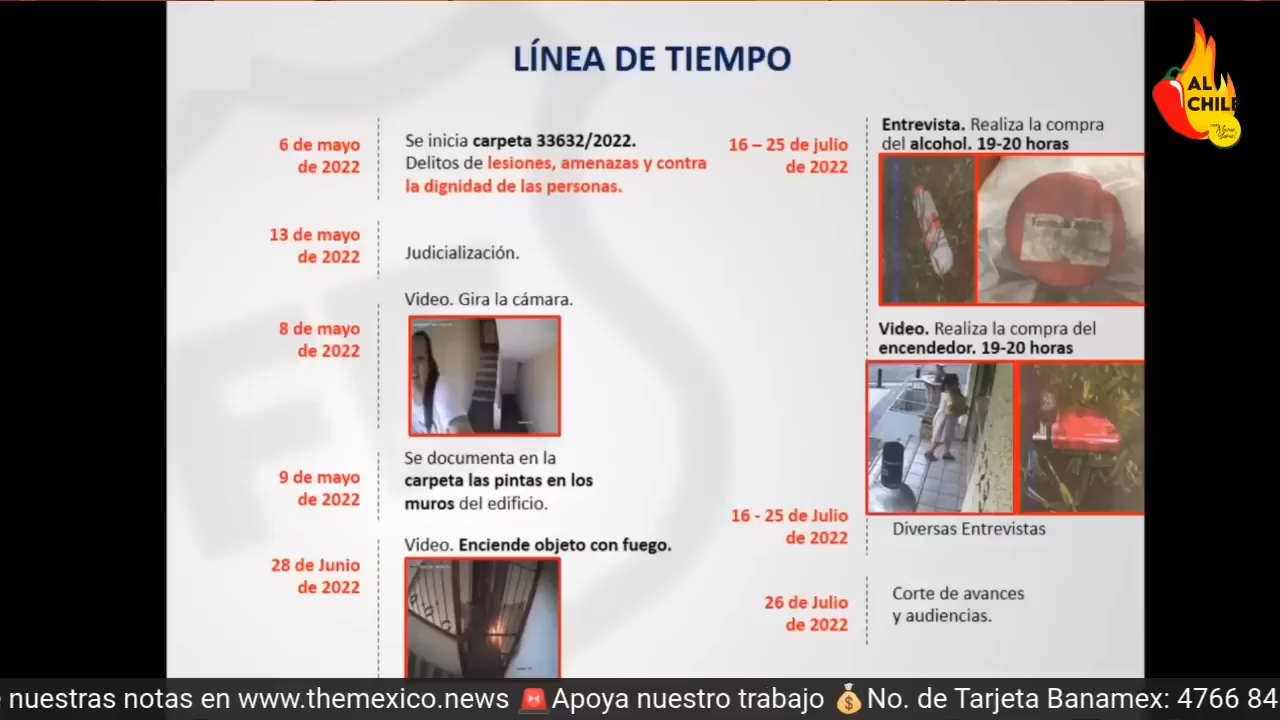 LÍNEA DE TIEMPO
6 de mayo
de 2022
Se inicia carpeta 33632/2022.
Delitos de lesiones, amenazas y contra
la dignidad de las personas.
13 de mayo
de 2022
Judicialización.
8 de mayo
de 2022
Video. Gira la cámara.
9 de mayo
de 2022
Se documenta en la
carpeta las pintas en los
muros del edificio.
28 de Junio
de 2022
Video. Enciende objeto con fuego.
16 – 25 de julio
de 2022
Entrevista. Realiza la compra
del alcohol. 19-20 horas
Video. Realiza la compra del
encendedor. 19-20 horas
16 - 25 de Julio
de 2022
Diversas Entrevistas
26 de Julio
de 2022
Corte de avances
y audiencias.
AL
CHILE
nuestras notas en www.themexico.news 🚨Apoya nuestro trabajo 💰No. de Tarjeta Banamex: 4766 84